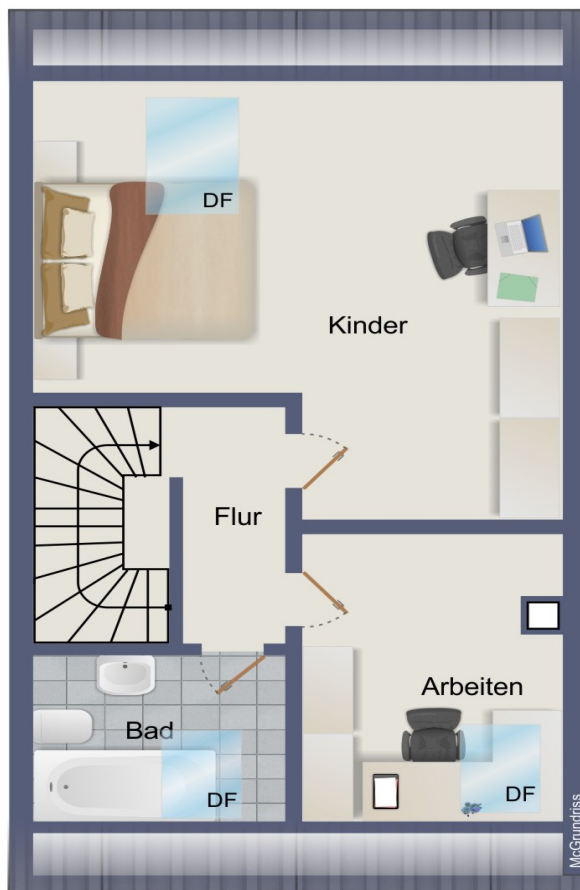 DF
Kinder
Flur
Arbeiten
Bad
DF
DF
McGrundriss